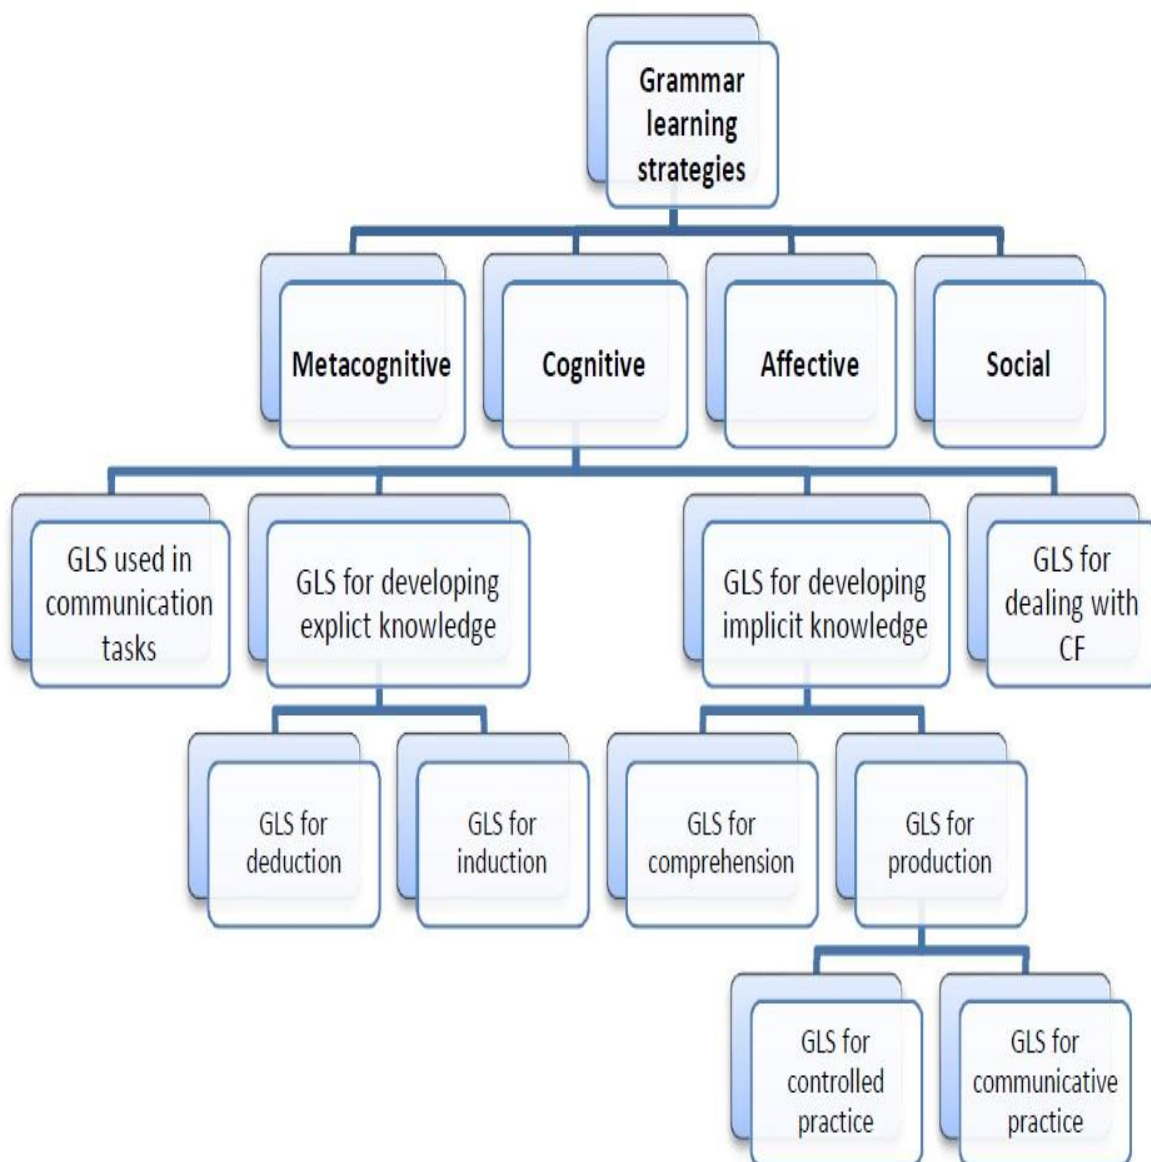 Grammar
learning
strategies
Metacognitive
Cognitive
Affective
Social
GLS used in
communication
tasks
GLS for developing
explict knowledge
GLS for developing
implicit knowledge
GLS for
dealing with
CF
GLS for
deduction
GLS for
induction
GLS for
comprehension
GLS for
production
GLS for
controlled
practice
GLS for
communicative
practice